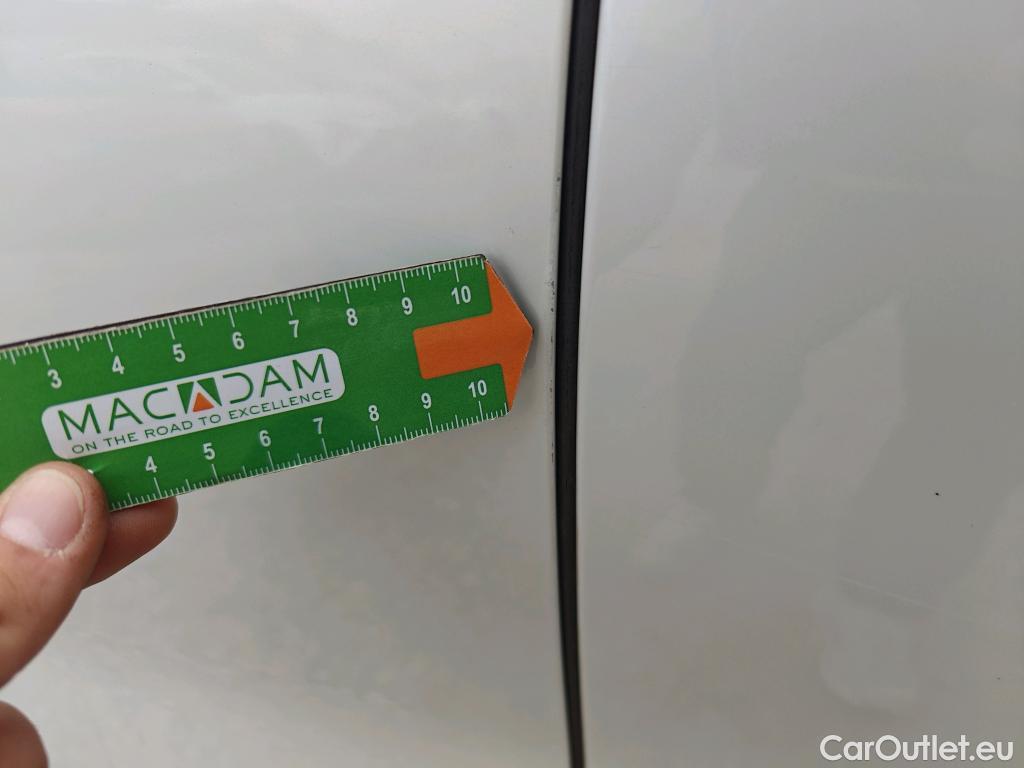 3 4 5 6 7 8 9 10
MACADAM
ON THE ROAD TO EXCELLENCE
4 5 6 7 8 9 10
CarOutlet.eu